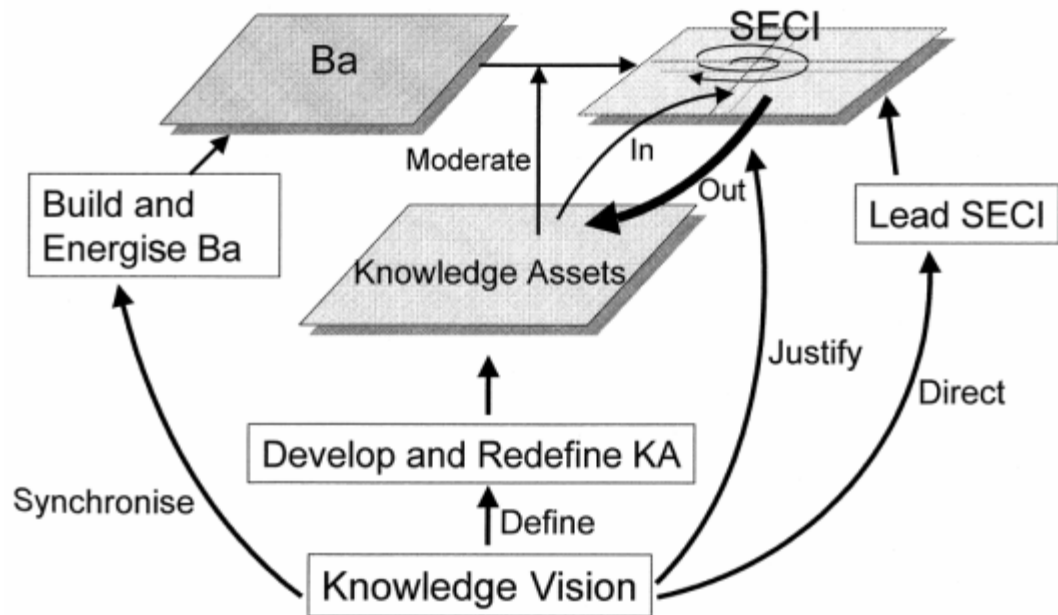 SECI
Ba
Moderate
In
Out
Build and
Energise Ba
Lead SECI
Knowledge Assets
Justify
Direct
Develop and Redefine KA
Synchronise
Define
Knowledge Vision